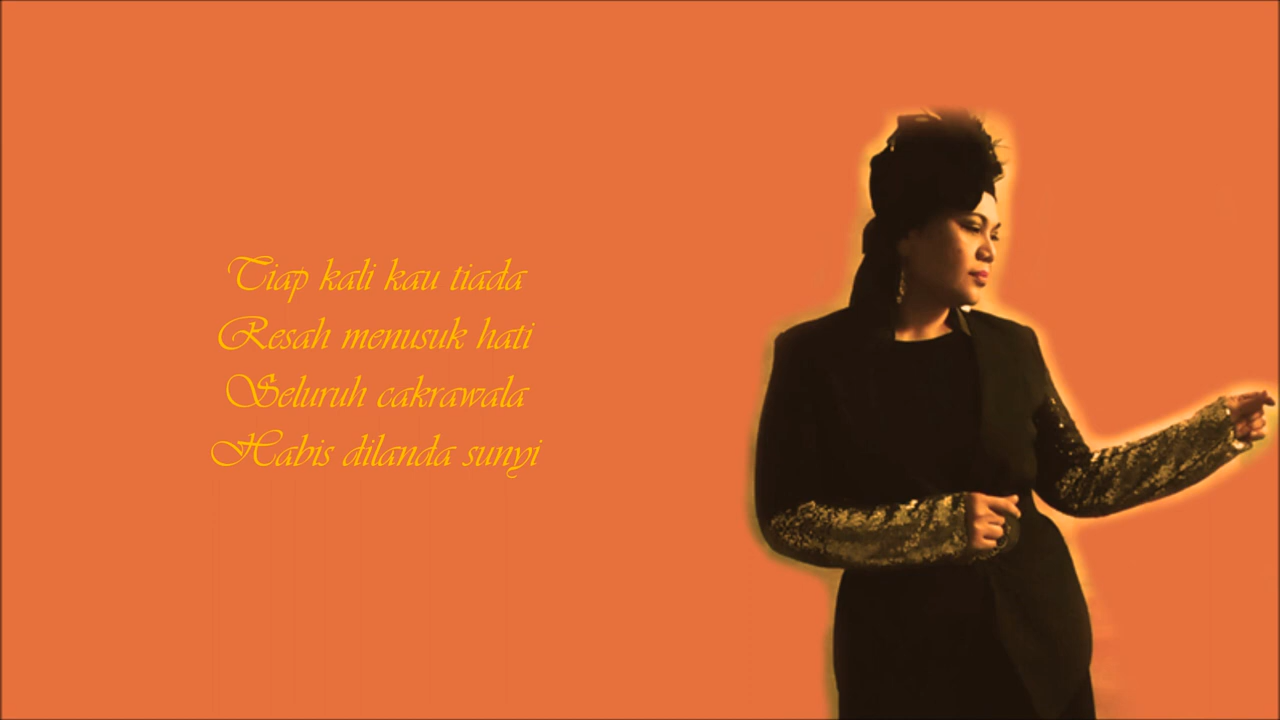 Tiap kali kau tiada
Resah menusuk hati
Seluruh cakrawala
Habis dilanda sunyi